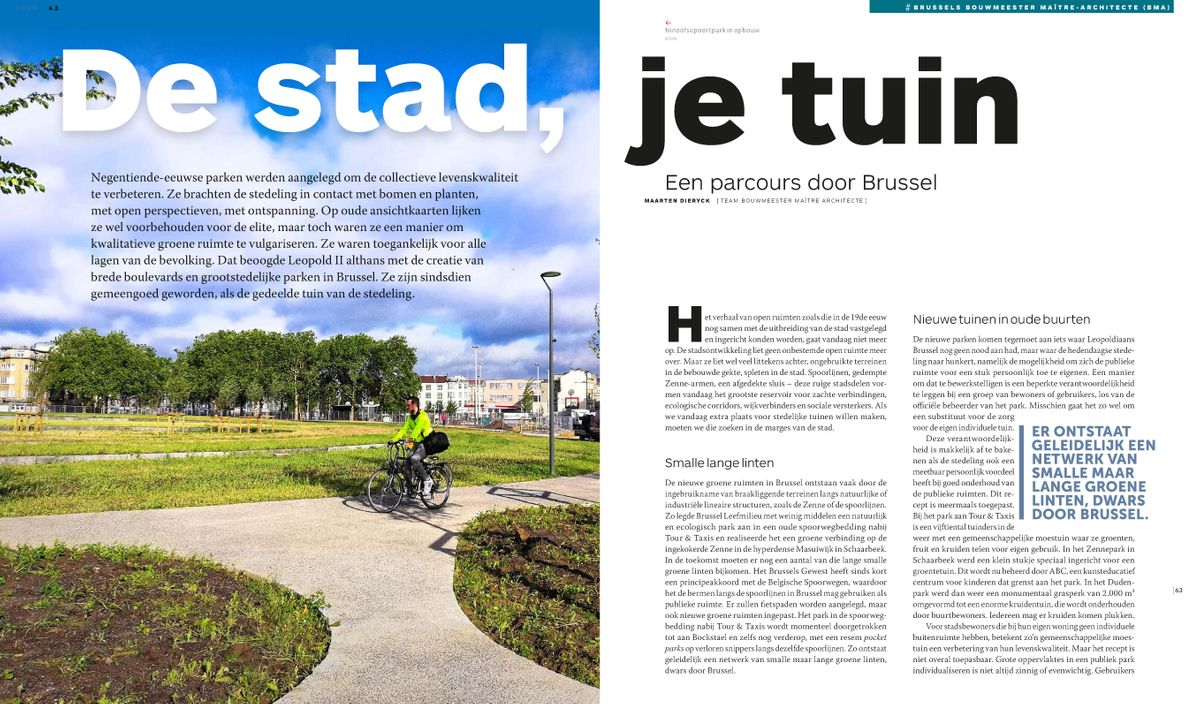 2019 42
# BRUSSELS BOUWMEESTER MAÎTRE-ARCHITECTE (BMA)
←
Ninoofsepoortpark in opbouw
De stad,
je tuin
Negentiende-eeuwse parken werden aangelegd om de collectieve levenskwaliteit
te verbeteren. Ze brachten de stedeling in contact met bomen en planten,
met open perspectieven, met ontspanning. Op oude ansichtkaarten lijken
ze wel voorbehouden voor de elite, maar toch waren ze een manier om
kwalitatieve groene ruimte te vulgariseren. Ze waren toegankelijk voor alle
lagen van de bevolking. Dat beoogde Leopold II althans met de creatie van
brede boulevards en grootstedelijke parken in Brussel. Ze zijn sindsdien
gemeengoed geworden, als de gedeelde tuin van de stedeling.
Een parcours door Brussel
MAARTEN DIERYCK [ TEAM BOUWMEESTER MAÎTRE ARCHITECTE ]
Het verhaal van open ruimten zoals die in de 19de eeuw
nog samen met de uitbreiding van de stad vastgelegd
en ingericht konden worden, gaat vandaag niet meer
op. De stadsontwikkeling liet geen onbestemde open ruimte meer
over. Maar ze liet wel veel littekens achter, ongebruikte terreinen
in de bebouwde gekte, spleten in de stad. Spoorlijnen, gedempte
Zenne-armen, een afgedekte sluis – deze ruige stadsdelen vor-
men vandaag het grootste reservoir voor zachte verbindingen,
ecologische corridors, wijkverbinders en sociale versterkers. Als
we vandaag extra plaats voor stedelijke tuinen willen maken,
moeten we die zoeken in de marges van de stad.
Smalle lange linten
De nieuwe groene ruimten in Brussel ontstaan vaak door de
ingebruikname van braakliggende terreinen langs natuurlijke of
industriële lineaire structuren, zoals de Zenne of de spoorlijnen.
Zo legde Brussel Leefmilieu met weinig middelen een natuurlijk
en ecologisch park aan in een oude spoorwegbedding nabij
Tour & Taxis en realiseerde het een groene verbinding op de
ingekokerde Zenne in de hyperdense Masuiwijk in Schaarbeek.
In de toekomst moeten er nog een aantal van die lange smalle
groene linten bijkomen. Het Brussels Gewest heeft sinds kort
een principeakkoord met de Belgische Spoorwegen, waardoor
het de bermen langs de spoorlijnen in Brussel mag gebruiken als
publieke ruimte. Er zullen fietspaden worden aangelegd, maar
ook nieuwe groene ruimten ingepast. Het park in de spoorweg-
bedding nabij Tour & Taxis wordt momenteel doorgetrokken
tot aan Bockstael en zelfs nog verderop, met een resem pocket
parks op verloren snippers langs dezelfde spoorlijnen. Zo ontstaat
geleidelijk een netwerk van smalle maar lange groene linten,
dwars door Brussel.
Nieuwe tuinen in oude buurten
De nieuwe parken komen tegemoet aan iets waar Leopoldiaans
Brussel nog geen nood aan had, maar waar de hedendaagse stede-
ling naar hunkert, namelijk de mogelijkheid om zich de publieke
ruimte voor een stuk persoonlijk toe te eigenen. Een manier
om dat te bewerkstelligen is een beperkte verantwoordelijkheid
te leggen bij een groep van bewoners of gebruikers, los van de
officiële beheerder van het park. Misschien gaat het zo wel om
een substituut voor de zorg
voor de eigen individuele tuin.
Deze verantwoordelijk-
heid is makkelijk af te bake-
nen als de stedeling ook een
meetbaar persoonlijk voordeel
heeft bij goed onderhoud van
de publieke ruimten. Dit re-
cept is meermaals toegepast.
Bij het park aan Tour & Taxis
is een vijftiental tuinders in de
weer met een gemeenschappelijke moestuin waar ze groenten,
fruit en kruiden telen voor eigen gebruik. In het Zennepark in
Schaarbeek werd een klein stukje speciaal ingericht voor een
groentetuin. Dit wordt nu beheerd door ABC, een kunsteducatief
centrum voor kinderen dat grenst aan het park. In het Duden-
park werd dan weer een monumentaal grasperk van 2.000 m²
omgevormd tot een enorme kruidentuin, die wordt onderhouden
door buurtbewoners. Iedereen mag er kruiden komen plukken.
Voor stadsbewoners die bij hun eigen woning geen individuele
buitenruimte hebben, betekent zo'n gemeenschappelijke moes-
tuin een verbetering van hun levenskwaliteit. Maar het recept is
niet overal toepasbaar. Grote oppervlaktes in een publiek park
individualiseren is niet altijd zinnig of evenwichtig. Gebruikers
ER ONTSTAAT
GELEIDELIJK EEN
NETWERK VAN
SMALLE MAAR
LANGE GROENE
LINTEN, DWARS
DOOR BRUSSEL.
63